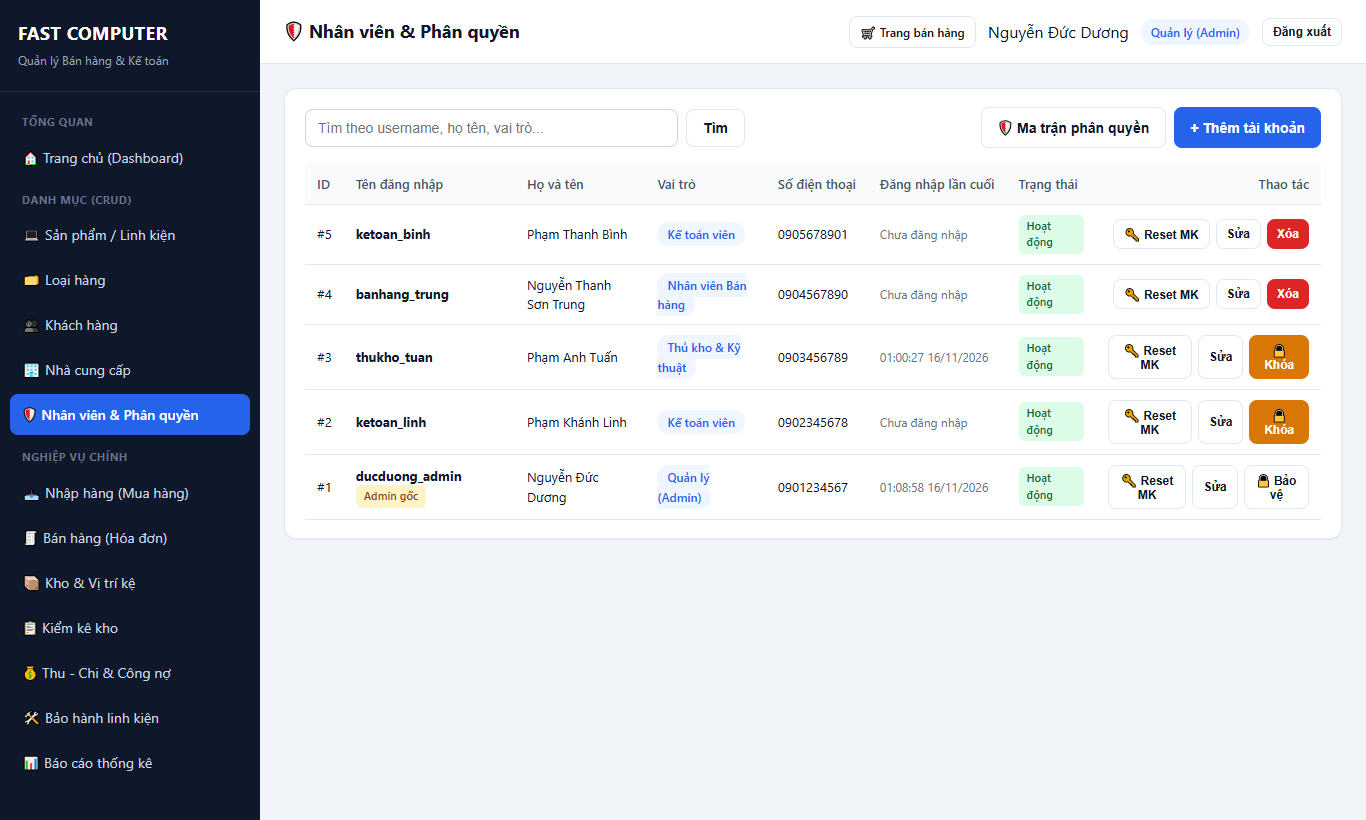 FAST COMPUTER
Quản lý Bán hàng & Kế toán
TỔNG QUAN
Trang chủ (Dashboard)
DANH MỤC (CRUD)
Sản phẩm / Linh kiện
Loại hàng
Khách hàng
Nhà cung cấp
Nhân viên & Phân quyền
NGHIỆP VỤ CHÍNH
Nhập hàng (Mua hàng)
Bán hàng (Hóa đơn)
Kho & Vị trí kệ
Kiểm kê kho
Thu - Chi & Công nợ
Bảo hành linh kiện
Báo cáo thống kê
Nhân viên & Phân quyền
Trang bán hàng
Nguyễn Đức Dương
Quản lý (Admin)
Đăng xuất
Tìm theo username, họ tên, vai trò...
Tìm
Ma trận phân quyền
+ Thêm tài khoản
ID Tên đăng nhập Họ và tên Vai trò Số điện thoại Đăng nhập lần cuối Trạng thái Thao tác
#5 ketoan_binh Phạm Thanh Bình Kế toán viên 0905678901 Chưa đăng nhập Hoạt
động
Reset MK Sửa Xóa
#4 banhang_trung Nguyễn Thanh
Sơn Trung
Nhân viên Bán
hàng
0904567890 Chưa đăng nhập Hoạt
động
Reset MK Sửa Xóa
#3 thukho_tuan Phạm Anh Tuấn Thủ kho & Kỹ
thuật
0903456789 01:00:27 16/11/2026 Hoạt
động
Reset
MK
Sửa
Khóa
#2 ketoan_linh Phạm Khánh Linh Kế toán viên 0902345678 Chưa đăng nhập Hoạt
động
Reset
MK
Sửa
Khóa
#1 ducduong_admin
Admin gốc
Nguyễn Đức
Dương
Quản lý
(Admin)
0901234567 01:08:58 16/11/2026 Hoạt
động
Reset
MK
Sửa
Bảo
vệ